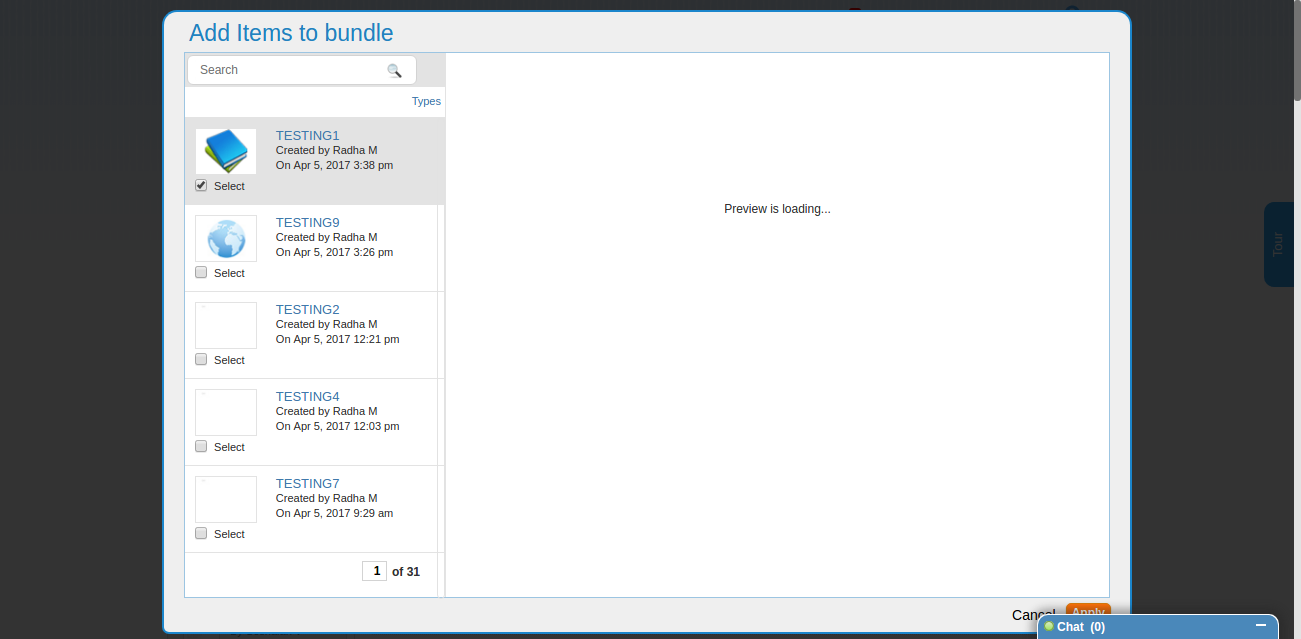 Add Items to bundle
Search
Types
TESTING1
Created by Radha M
On Apr 5, 2017 3:38 pm
Select
TESTING9
Created by Radha M
On Apr 5, 2017 3:26 pm
Select
TESTING2
Created by Radha M
On Apr 5, 2017 12:21 pm
Select
TESTING4
Created by Radha M
On Apr 5, 2017 12:03 pm
Select
TESTING7
Created by Radha M
On Apr 5, 2017 9:29 am
Select
1 of 31
Preview is loading...
Tour
Cancel Apply
Chat (0)